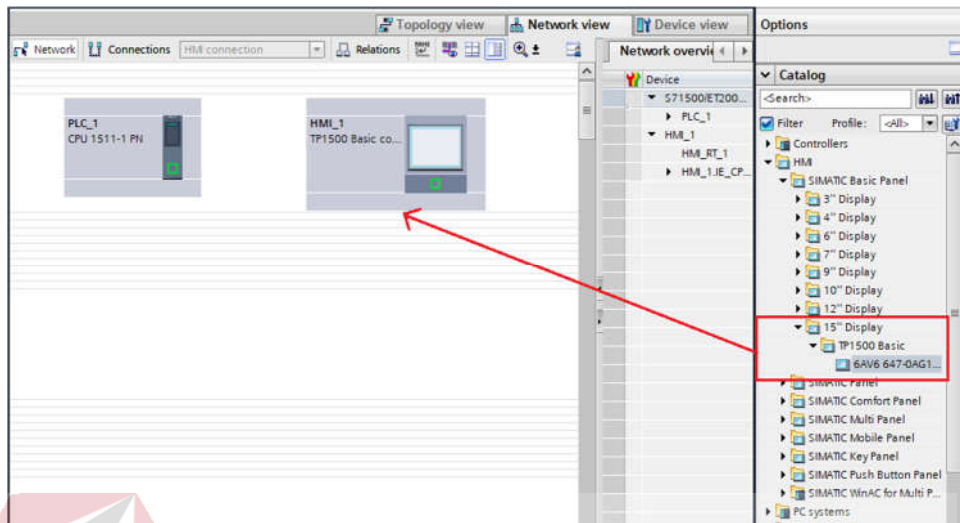 Topology view
Network view
Device view
Options
Network
Connections
HMI connection
Relations
Network overvie
Device
S71500/ET200...
PLC_1
HMI_1
HMI_RT_1
HMI_1.IE_CP...
PLC_1
CPU 1511-1 PN
HMI_1
TP1500 Basic co...
Catalog
<Search>
Filter
Profile:
<All>
Controllers
HMI
SIMATIC Basic Panel
3" Display
4" Display
6" Display
7" Display
9" Display
10" Display
12" Display
15" Display
TP1500 Basic
6AV6 647-0AG1...
SIMATIC Panel
SIMATIC Comfort Panel
SIMATIC Multi Panel
SIMATIC Mobile Panel
SIMATIC Key Panel
SIMATIC Push Button Panel
SIMATIC WinAC for Multi P...
PC systems